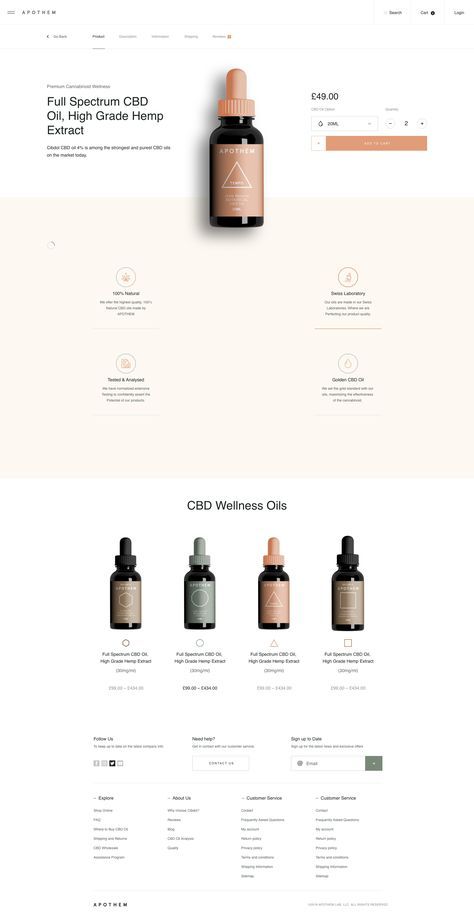 APOTHEM
Search
Cart 2
Login
Go Back
Product
Description
Information
Shipping
Reviews
Premium Cannabinoid Wellness
Full Spectrum CBD
Oil, High Grade Hemp
Extract
Cibdol CBD oil 4% is among the strongest and purest CBD oils
on the market today.
APOTHEM
TEMPO
£49.00
CBD Oil Option
Quantity
20ML
2
ADD TO CART
100% Natural
We offer the highest quality, 100%
Natural CBD oils made by
APOTHEM
Swiss Laboratory
Our oils are made in our Swiss
Laboratories. Where we are
Perfecting our product quality
Tested & Analysed
We have normalized extensive
Testing to confidently assert the
Potential of our products
Golden CBD Oil
We set the gold standard with our
oils, maximizing the effectiveness
of the cannabinoid
CBD Wellness Oils
APOTHEM
APOTHEM
APOTHEM
APOTHEM
Full Spectrum CBD Oil,
High Grade Hemp Extract
(30mg/ml)
£99.00 – £434.00
Full Spectrum CBD Oil,
High Grade Hemp Extract
(30mg/ml)
£99.00 – £434.00
Full Spectrum CBD Oil,
High Grade Hemp Extract
(30mg/ml)
£99.00 – £434.00
Full Spectrum CBD Oil,
High Grade Hemp Extract
(30mg/ml)
£99.00 – £434.00
Follow Us
To keep up to date on the latest company info
Need help?
Get in contact with our customer service
CONTACT US
Sign up to Date
Sign up for the latest news and exclusive offers
Email
Explore
Shop Online
FAQ
Where to Buy CBD Oil
Shipping and Returns
CBD Wholesale
Assistance Program
About Us
Why choose Cibdol?
Reviews
Blog
CBD Oil Analysis
Quality
Customer Service
Contact
Frequently Asked Questions
My account
Return policy
Privacy policy
Terms and conditions
Shipping Information
Sitemap
Customer Service
Contact
Frequently Asked Questions
My account
Return policy
Privacy policy
Terms and conditions
Shipping Information
Sitemap
APOTHEM
APOTHEM LAB, LLC. ALL RIGHTS RESERVED